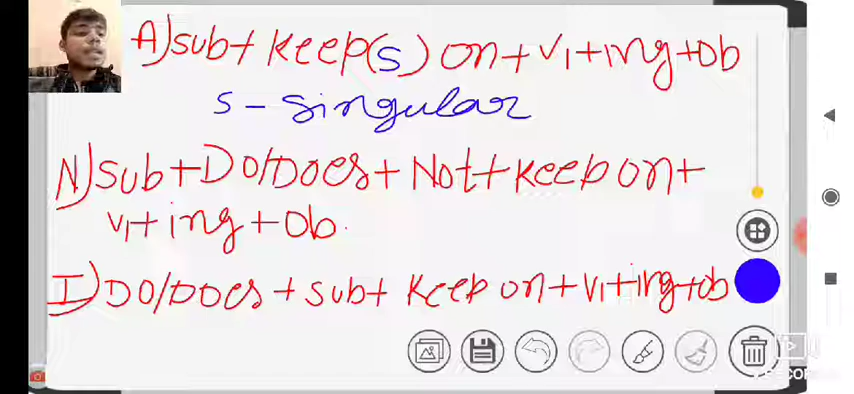 A) sub + keep(s) on + V1 + ing + ob
s - singular
N) sub + Do/Does + Not + keep on +
V1 + ing + ob.
I) Do/Does + sub + keep on + V1 + ing + ob